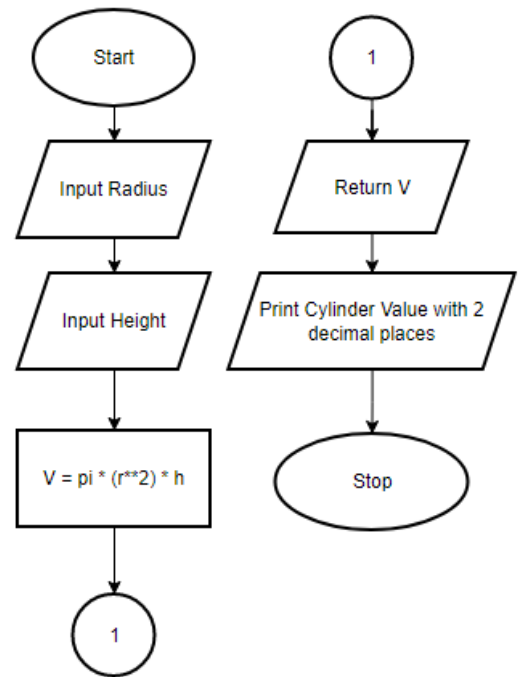 Start
Input Radius
Input Height
V = pi * (r**2) * h
1
1
Return V
Print Cylinder Value with 2
decimal places
Stop